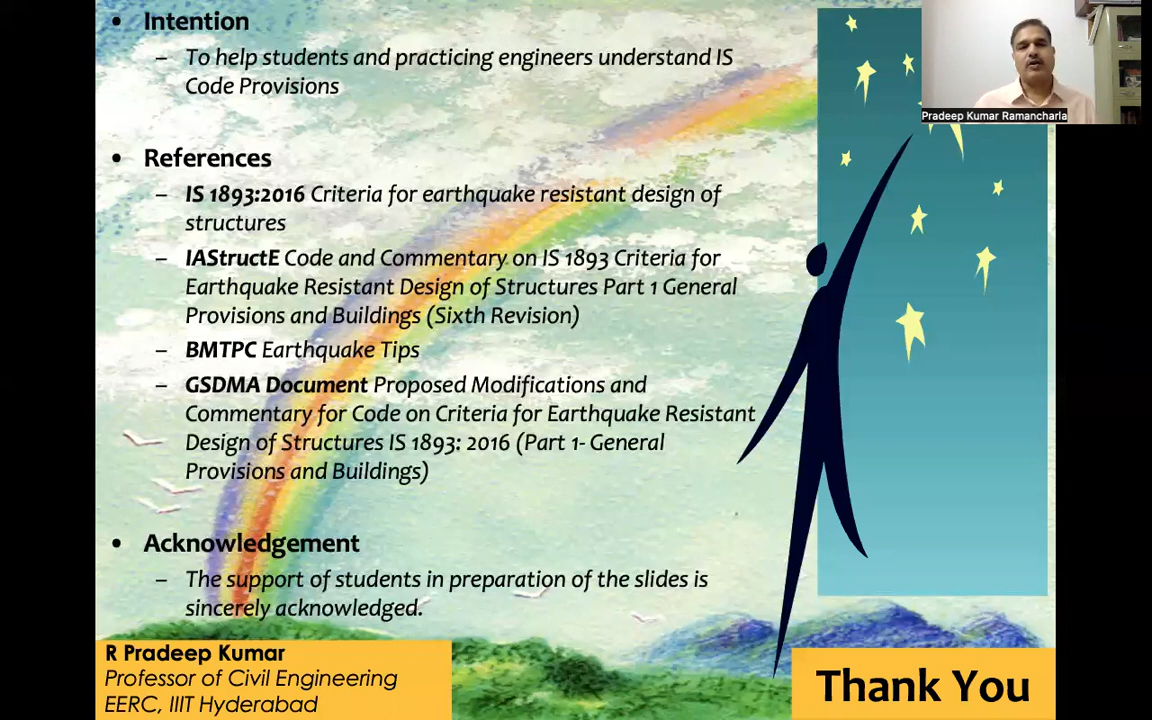 • Intention
– To help students and practicing engineers understand IS
Code Provisions
• References
– IS 1893:2016 Criteria for earthquake resistant design of
structures
– IAStructE Code and Commentary on IS 1893 Criteria for
Earthquake Resistant Design of Structures Part 1 General
Provisions and Buildings (Sixth Revision)
– BMTPC Earthquake Tips
– GSDMA Document Proposed Modifications and
Commentary for Code on Criteria for Earthquake Resistant
Design of Structures IS 1893: 2016 (Part 1- General
Provisions and Buildings)
• Acknowledgement
– The support of students in preparation of the slides is
sincerely acknowledged.
R Pradeep Kumar
Professor of Civil Engineering
EERC, IIIT Hyderabad
Pradeep Kumar Ramancharla
Thank You